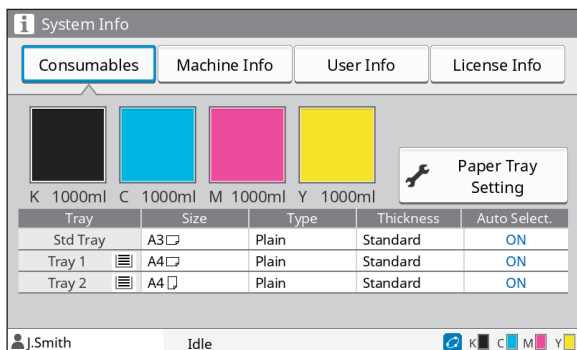 System Info
Consumables Machine Info User Info License Info
K 1000ml C 1000ml M 1000ml Y 1000ml
Paper Tray
Setting
Tray Size Type Thickness Auto Select.
Std Tray A3 Plain Standard ON
Tray 1 A4 Plain Standard ON
Tray 2 A4 Plain Standard ON
J.Smith Idle K C M Y